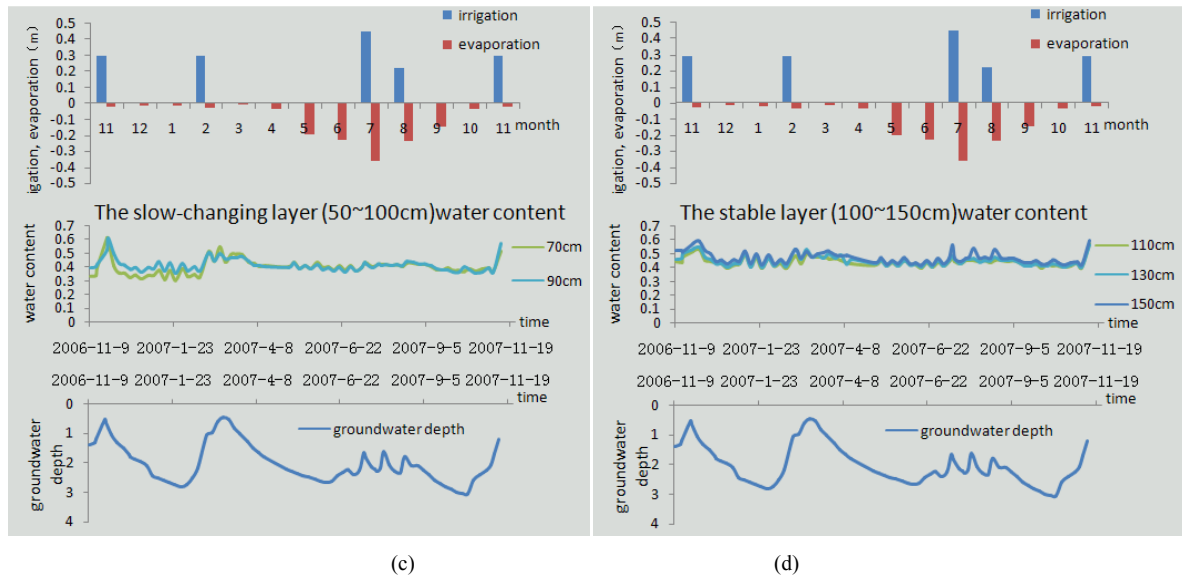 0.5
0.4
0.3
0.2
0.1
0
-0.1
-0.2
-0.3
-0.4
-0.5
igation, evaporation (m)
irrigation
evaporation
11 12 1 2 3 4 5 6 7 8 9 10 11 month
The slow-changing layer (50~100cm)water content
0.7
0.6
0.5
0.4
0.3
0.2
0.1
0
water content
70cm
90cm
time
2006-11-9 2007-1-23 2007-4-8 2007-6-22 2007-9-5 2007-11-19
2006-11-9 2007-1-23 2007-4-8 2007-6-22 2007-9-5 2007-11-19
time
0
1
2
3
4
groundwater
depth
groundwater depth
(c)
0.5
0.4
0.3
0.2
0.1
0
-0.1
-0.2
-0.3
-0.4
-0.5
igation, evaporation (m)
irrigation
evaporation
11 12 1 2 3 4 5 6 7 8 9 10 11 month
The stable layer (100~150cm)water content
0.7
0.6
0.5
0.4
0.3
0.2
0.1
0
water content
110cm
130cm
150cm
time
2006-11-9 2007-1-23 2007-4-8 2007-6-22 2007-9-5 2007-11-19
2006-11-9 2007-1-23 2007-4-8 2007-6-22 2007-9-5 2007-11-19
time
0
1
2
3
4
groundwater
depth
groundwater depth
(d)